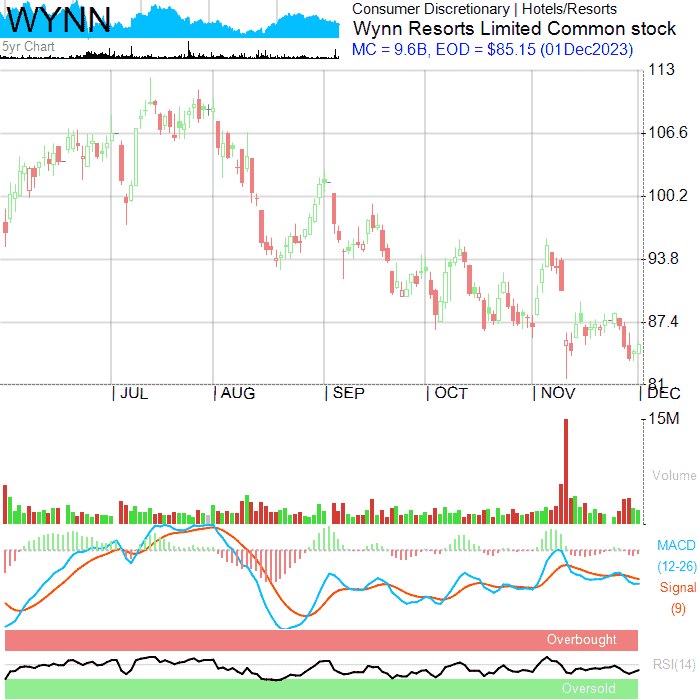 WYNN
5yr Chart
Consumer Discretionary | Hotels/Resorts
Wynn Resorts Limited Common stock
MC = 9.6B, EOD = $85.15 (01Dec2023)
113
106.6
100.2
93.8
87.4
81
| JUL | AUG | SEP | OCT | NOV | DEC
15M
Volume
MACD
(12-26)
Signal
(9)
Overbought
RSI(14)
Oversold